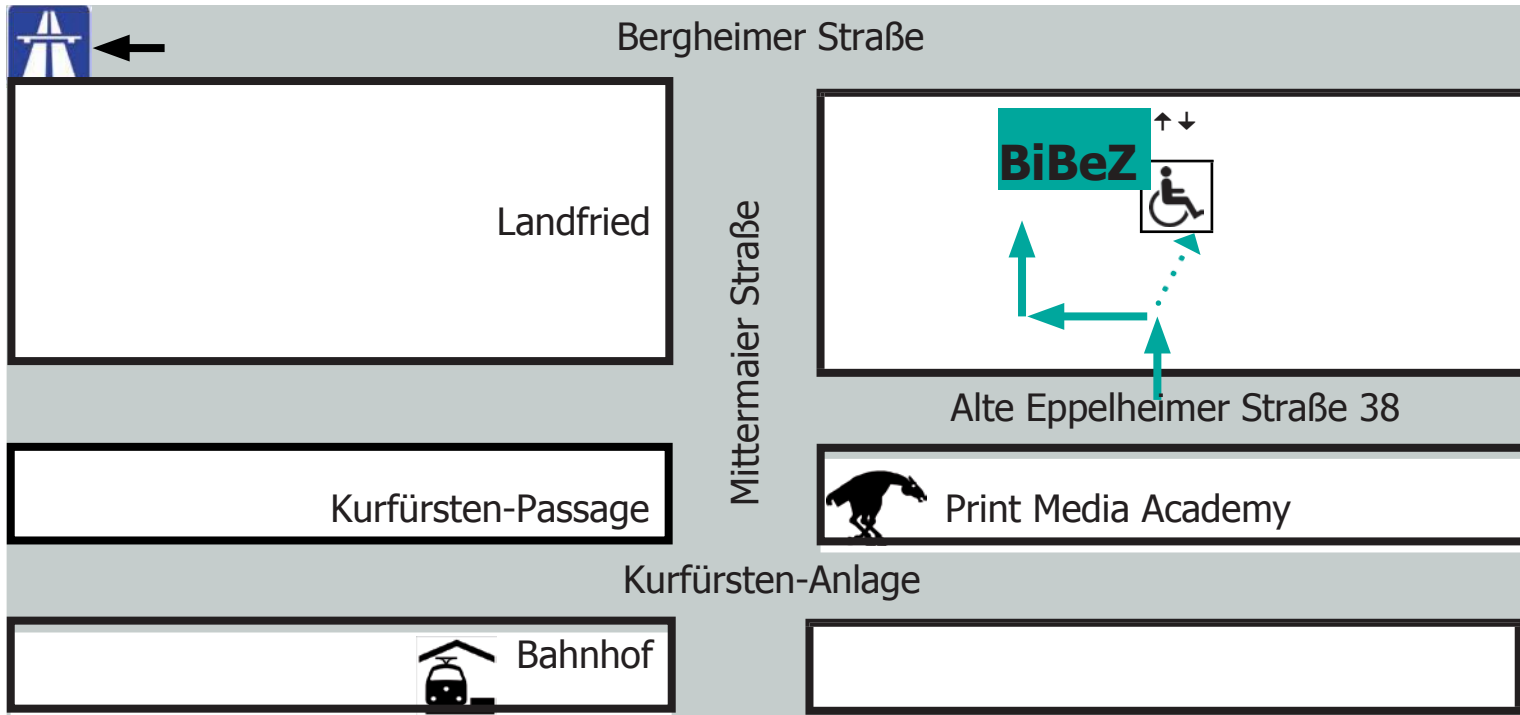 Bergheimer Straße
BiBeZ
Landfried
Mittermaier Straße
Alte Eppelheimer Straße 38
Kurfürsten-Passage
Print Media Academy
Kurfürsten-Anlage
Bahnhof